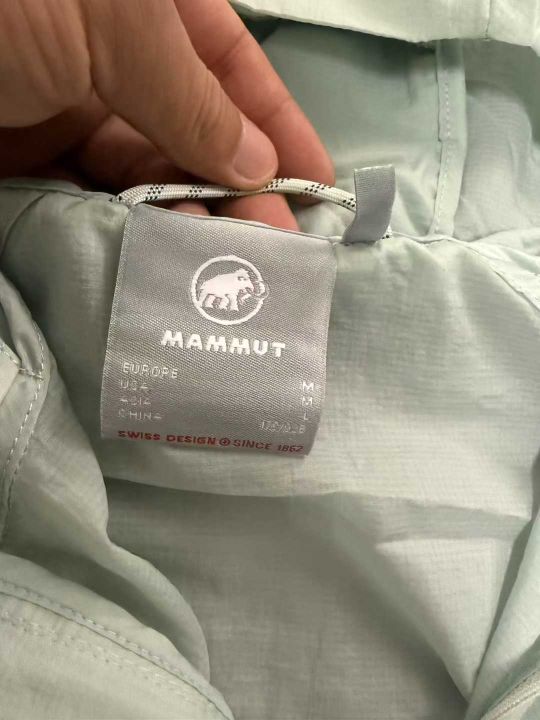 MAMMUT
EUROPE M
USA M
ASIA L
CHINA
SWISS DESIGN SINCE 1862